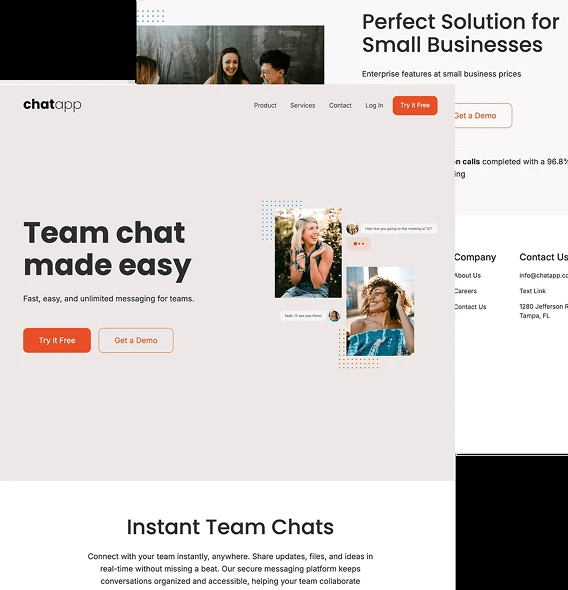 Perfect Solution for
Small Businesses
Enterprise features at small business prices
Get a Demo
n calls completed with a 96.8%
ing
Company
About Us
Careers
Contact Us
Contact Us
info@chatapp.co
Text Link
1280 Jefferson R
Tampa, FL
chatapp
Product
Services
Contact
Log In
Try it Free
Team chat
made easy
Fast, easy, and unlimited messaging for teams.
Try it Free
Get a Demo
Hey! Are you going to the meeting at 12?
Yeah, I'll see you there!
Instant Team Chats
Connect with your team instantly, anywhere. Share updates, files, and ideas in
real-time without missing a beat. Our secure messaging platform keeps
conversations organized and accessible, helping your team collaborate